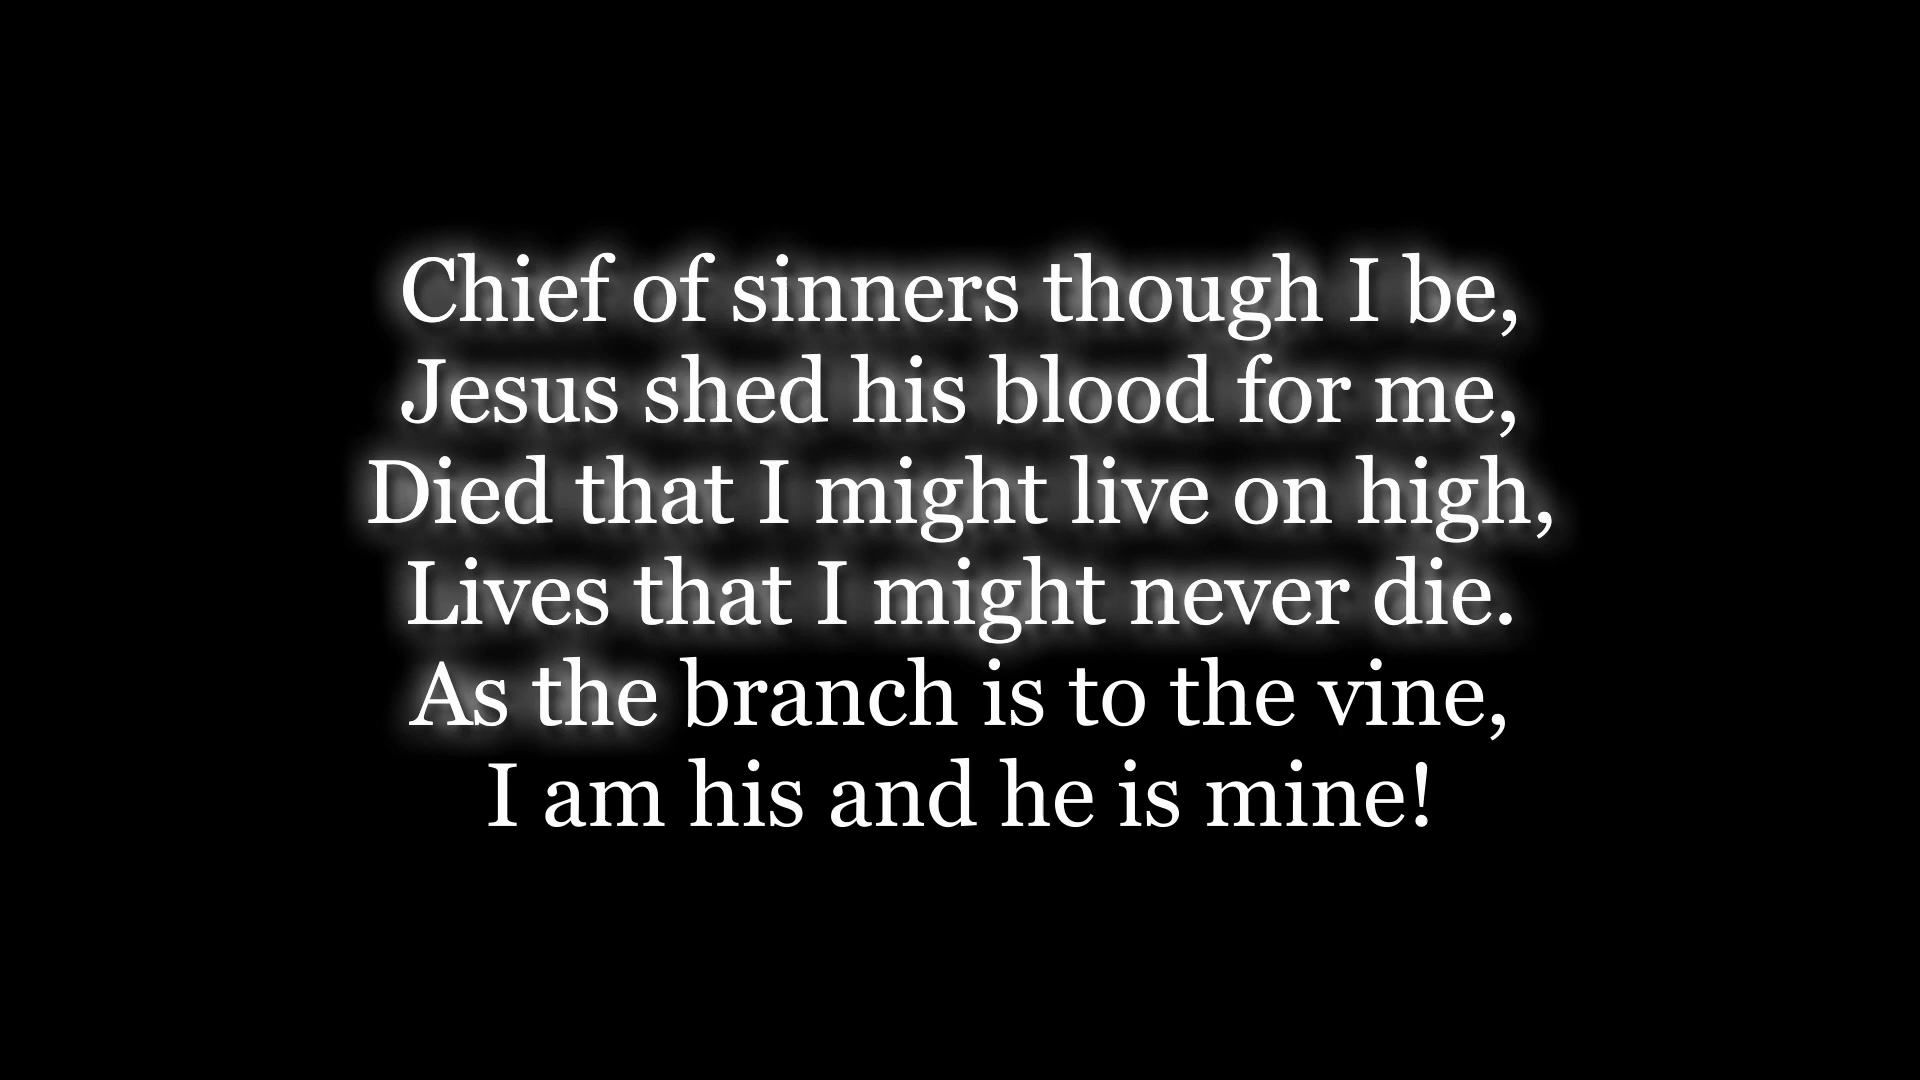 Chief of sinners though I be,
Jesus shed his blood for me,
Died that I might live on high,
Lives that I might never die.
As the branch is to the vine,
I am his and he is mine!